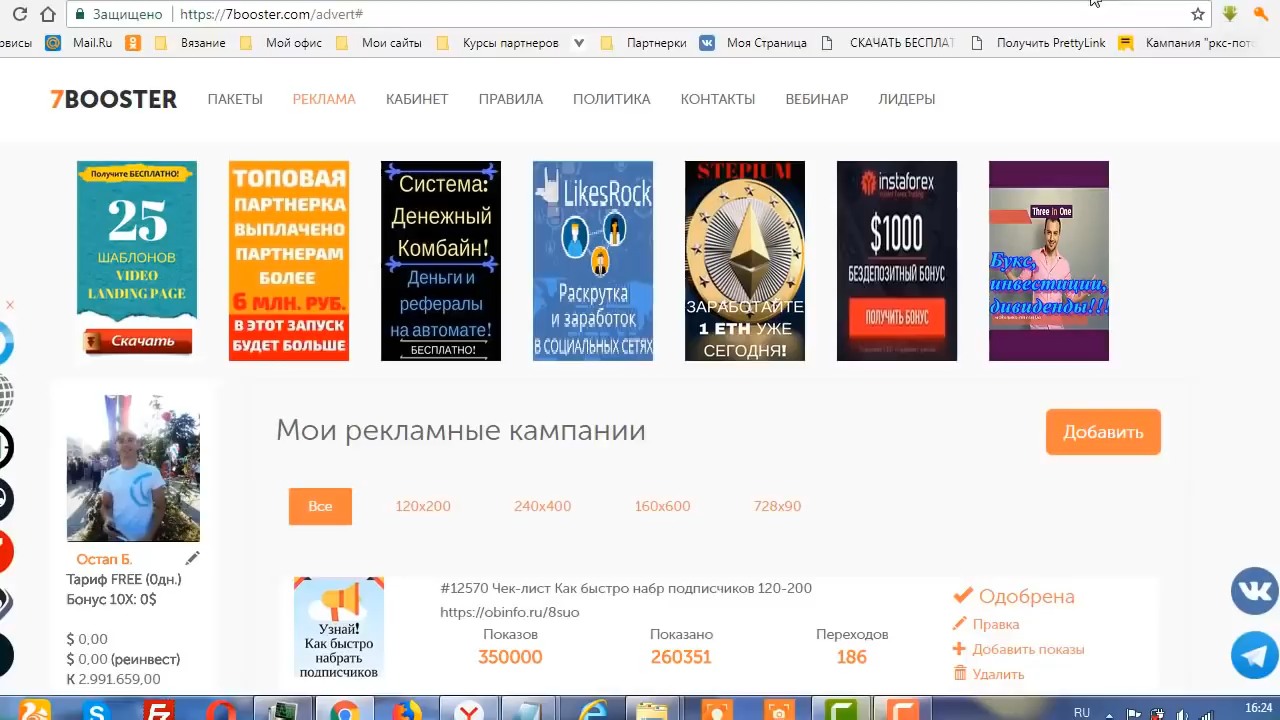 Защищено
https://7booster.com/advert#
Mail.Ru
Вязание
Мой офис
Мои сайты
Курсы партнеров
Партнерки
Моя Страница
СКАЧАТЬ БЕСПЛАТ
Получить PrettyLink
Кампания "ркс-пот
7BOOSTER
ПАКЕТЫ
РЕКЛАМА
КАБИНЕТ
ПРАВИЛА
ПОЛИТИКА
КОНТАКТЫ
ВЕБИНАР
ЛИДЕРЫ
Получите БЕСПЛАТНО!
25
ШАБЛОНОВ
VIDEO
LANDING PAGE
Скачать
ТОПОВАЯ
ПАРТНЕРКА
ВЫПЛАЧЕНО
ПАРТНЕРАМ
БОЛЕЕ
6 МЛН. РУБ.
В ЭТОТ ЗАПУСК
БУДЕТ БОЛЬШЕ
Система:
Денежный
Комбайн!
Деньги и
рефералы
на автомате!
БЕСПЛАТНО!
LikesRock
Раскрутка
и заработок
В СОЦИАЛЬНЫХ СЕТЯХ
STEPIUM
ЗАРАБОТАЙТЕ
1 ETH УЖЕ
СЕГОДНЯ!
instaforex
Instant Forex Trading
$1000
БЕЗДЕПОЗИТНЫЙ БОНУС
ПОЛУЧИТЬ БОНУС
Three in One
Букс,
инвестиции,
дивиденды!!!
Остап Б.
Тариф FREE (0дн.)
Бонус 10X: 0$
$ 0,00
$ 0,00 (реинвест)
K 2.991.659,00
Мои рекламные кампании
Добавить
Все
120x200
240x400
160x600
728x90
Узнай!
Как быстро
набрать
подписчиков
#12570 Чек-лист Как быстро набр подписчиков 120-200
https://obinfo.ru/8suo
Показов
Показано
Переходов
350000
260351
186
Одобрена
Правка
Добавить показы
Удалить
RU
16:24